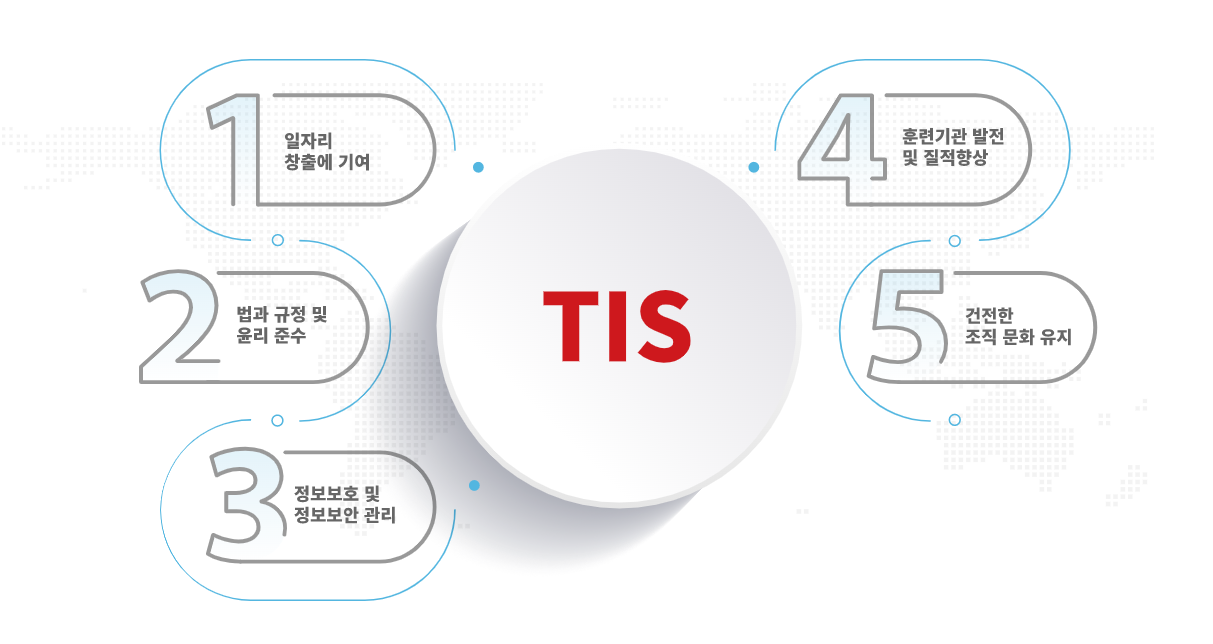 1
일자리
창출에 기여
2
법과 규정 및
윤리 준수
3
정보보호 및
정보보안 관리
TIS
4
훈련기관 발전
및 질적향상
5
건전한
조직 문화 유지